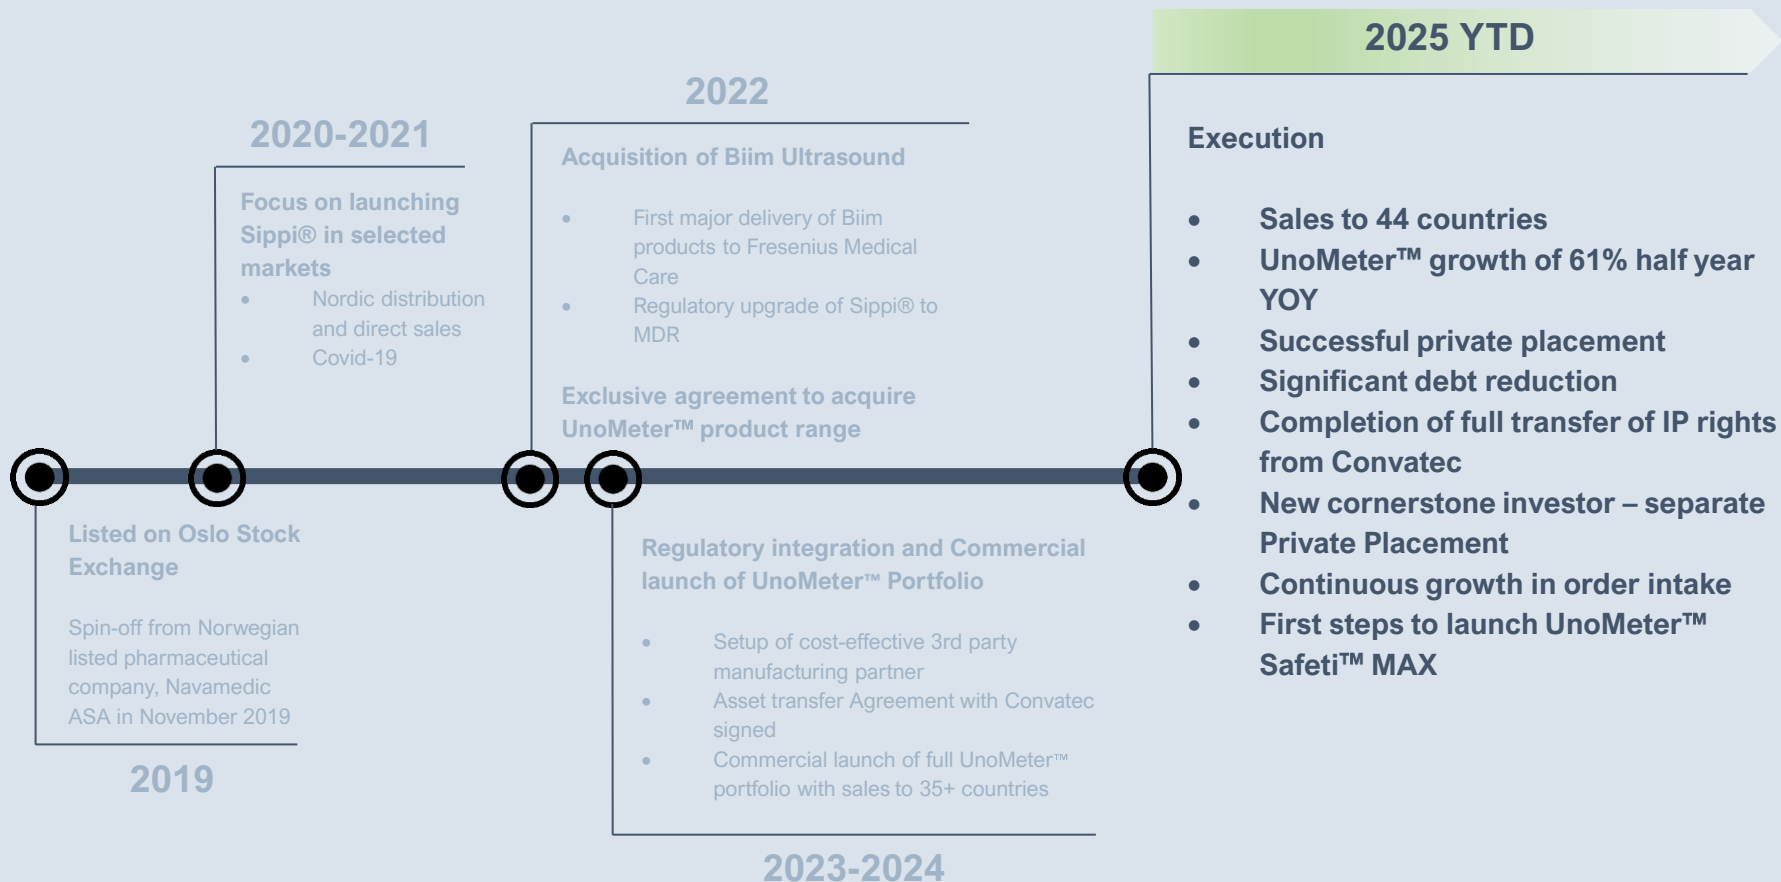 2019
Listed on Oslo Stock
Exchange
Spin-off from Norwegian
listed pharmaceutical
company, Navamedic
ASA in November 2019
2020-2021
Focus on launching
Sippi® in selected
markets
• Nordic distribution
and direct sales
• Covid-19
2022
Acquisition of Biim Ultrasound
• First major delivery of Biim
products to Fresenius Medical
Care
• Regulatory upgrade of Sippi® to
MDR
Exclusive agreement to acquire
UnoMeter™ product range
2023-2024
Regulatory integration and Commercial
launch of UnoMeter™ Portfolio
• Setup of cost-effective 3rd party
manufacturing partner
• Asset transfer Agreement with Convatec
signed
• Commercial launch of full UnoMeter™
portfolio with sales to 35+ countries
2025 YTD
Execution
• Sales to 44 countries
• UnoMeter™ growth of 61% half year
YOY
• Successful private placement
• Significant debt reduction
• Completion of full transfer of IP rights
from Convatec
• New cornerstone investor – separate
Private Placement
• Continuous growth in order intake
• First steps to launch UnoMeter™
Safeti™ MAX